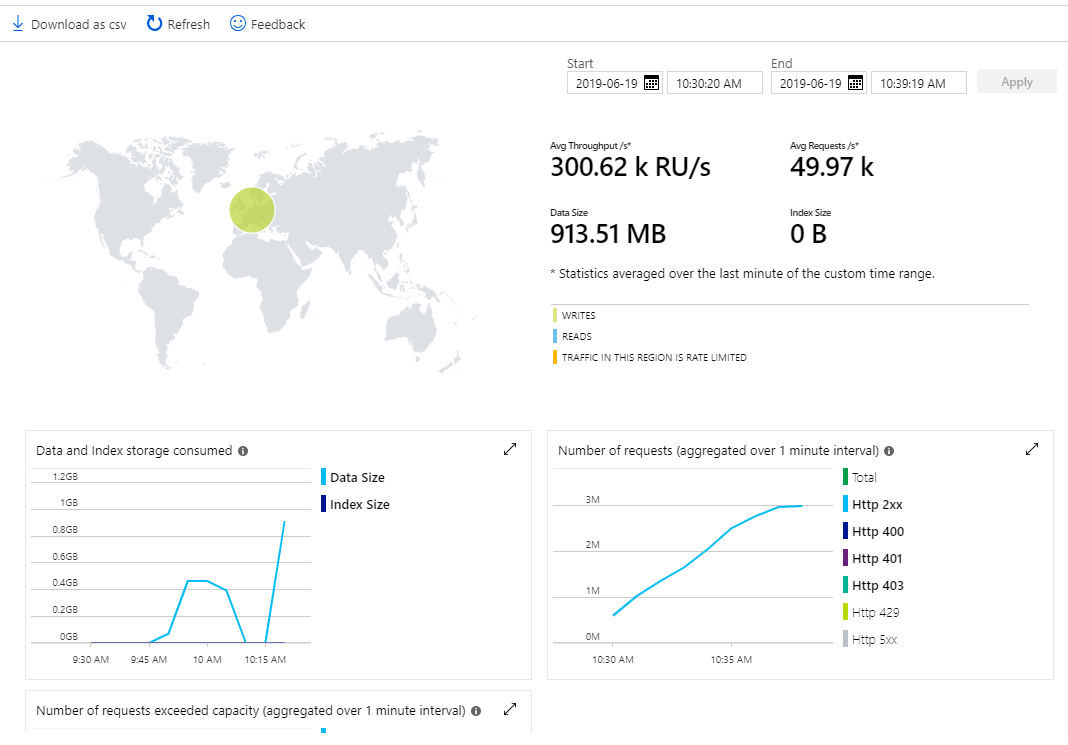 Download as csv Refresh Feedback
Start End
2019-06-19 10:30:20 AM 2019-06-19 10:39:19 AM Apply
Avg Throughput /s* Avg Requests /s*
300.62 k RU/s 49.97 k
Data Size Index Size
913.51 MB 0 B
* Statistics averaged over the last minute of the custom time range.
WRITES
READS
TRAFFIC IN THIS REGION IS RATE LIMITED
Data and Index storage consumed
1.2GB
1GB
0.8GB
0.6GB
0.4GB
0.2GB
0GB
9:30 AM 9:45 AM 10 AM 10:15 AM
Data Size
Index Size
Number of requests (aggregated over 1 minute interval)
3M
2M
1M
0M
10:30 AM 10:35 AM
Total
Http 2xx
Http 400
Http 401
Http 403
Http 429
Http 5xx
Number of requests exceeded capacity (aggregated over 1 minute interval)